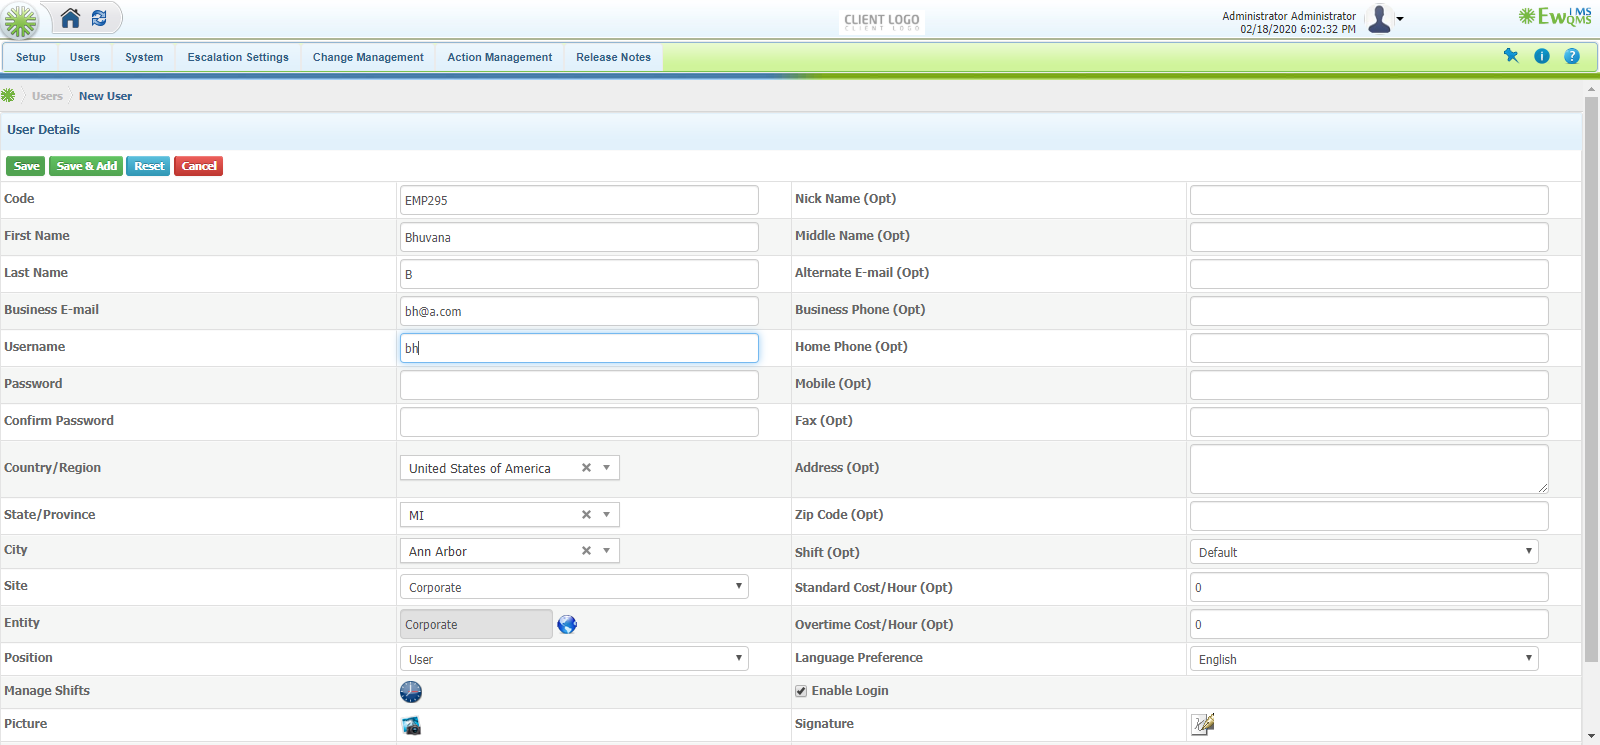 CLIENT LOGO
Administrator Administrator
02/18/2020 6:02:32 PM
EwQMS
LMS
Setup Users System Escalation Settings Change Management Action Management Release Notes
Users New User
User Details
Save Save & Add Reset Cancel
Code EMP295 Nick Name (Opt)
First Name Bhuvana Middle Name (Opt)
Last Name B Alternate E-mail (Opt)
Business E-mail bh@a.com Business Phone (Opt)
Username bh Home Phone (Opt)
Password Mobile (Opt)
Confirm Password Fax (Opt)
Country/Region United States of America Address (Opt)
State/Province MI Zip Code (Opt)
City Ann Arbor Shift (Opt) Default
Site Corporate Standard Cost/Hour (Opt) 0
Entity Corporate Overtime Cost/Hour (Opt) 0
Position User Language Preference English
Manage Shifts Enable Login
Picture Signature